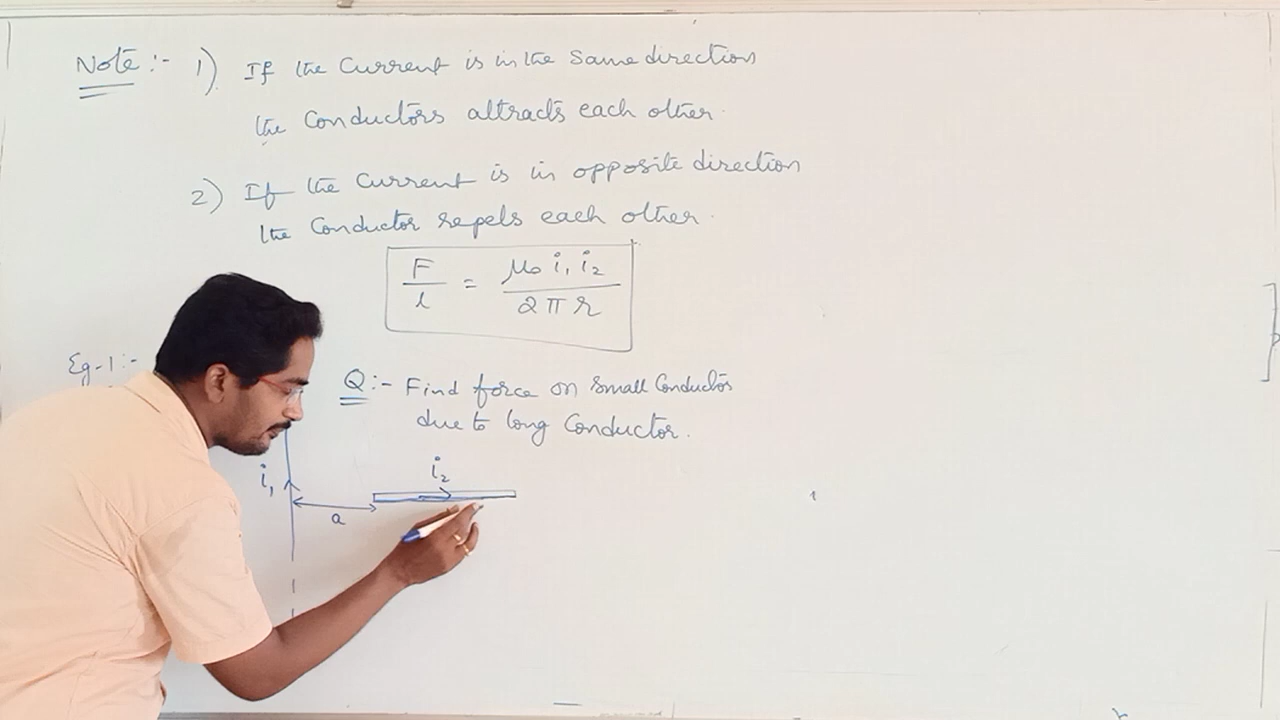 Note :- 1) If the Current is in the Same direction
the Conductors attracts each other.
2) If the Current is in opposite direction
the Conductor repels each other.
F/l = μ₀ i₁ i₂ / 2πr
Eg-1:-
Q:- Find force on Small Conductor
due to long Conductor.
i₁
i₂
a